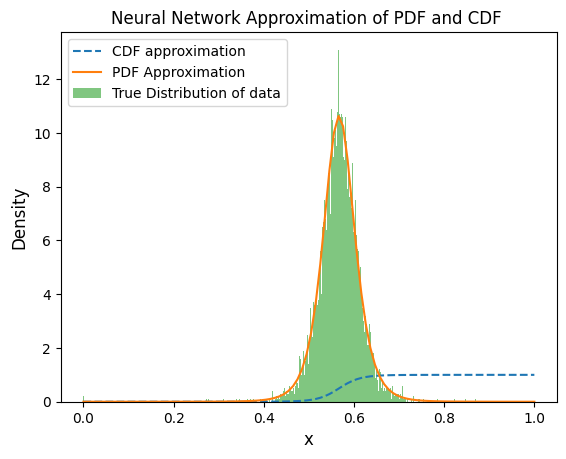 Neural Network Approximation of PDF and CDF
CDF approximation
PDF Approximation
True Distribution of data
Density
12
10
8
6
4
2
0
0.0 0.2 0.4 0.6 0.8 1.0
x